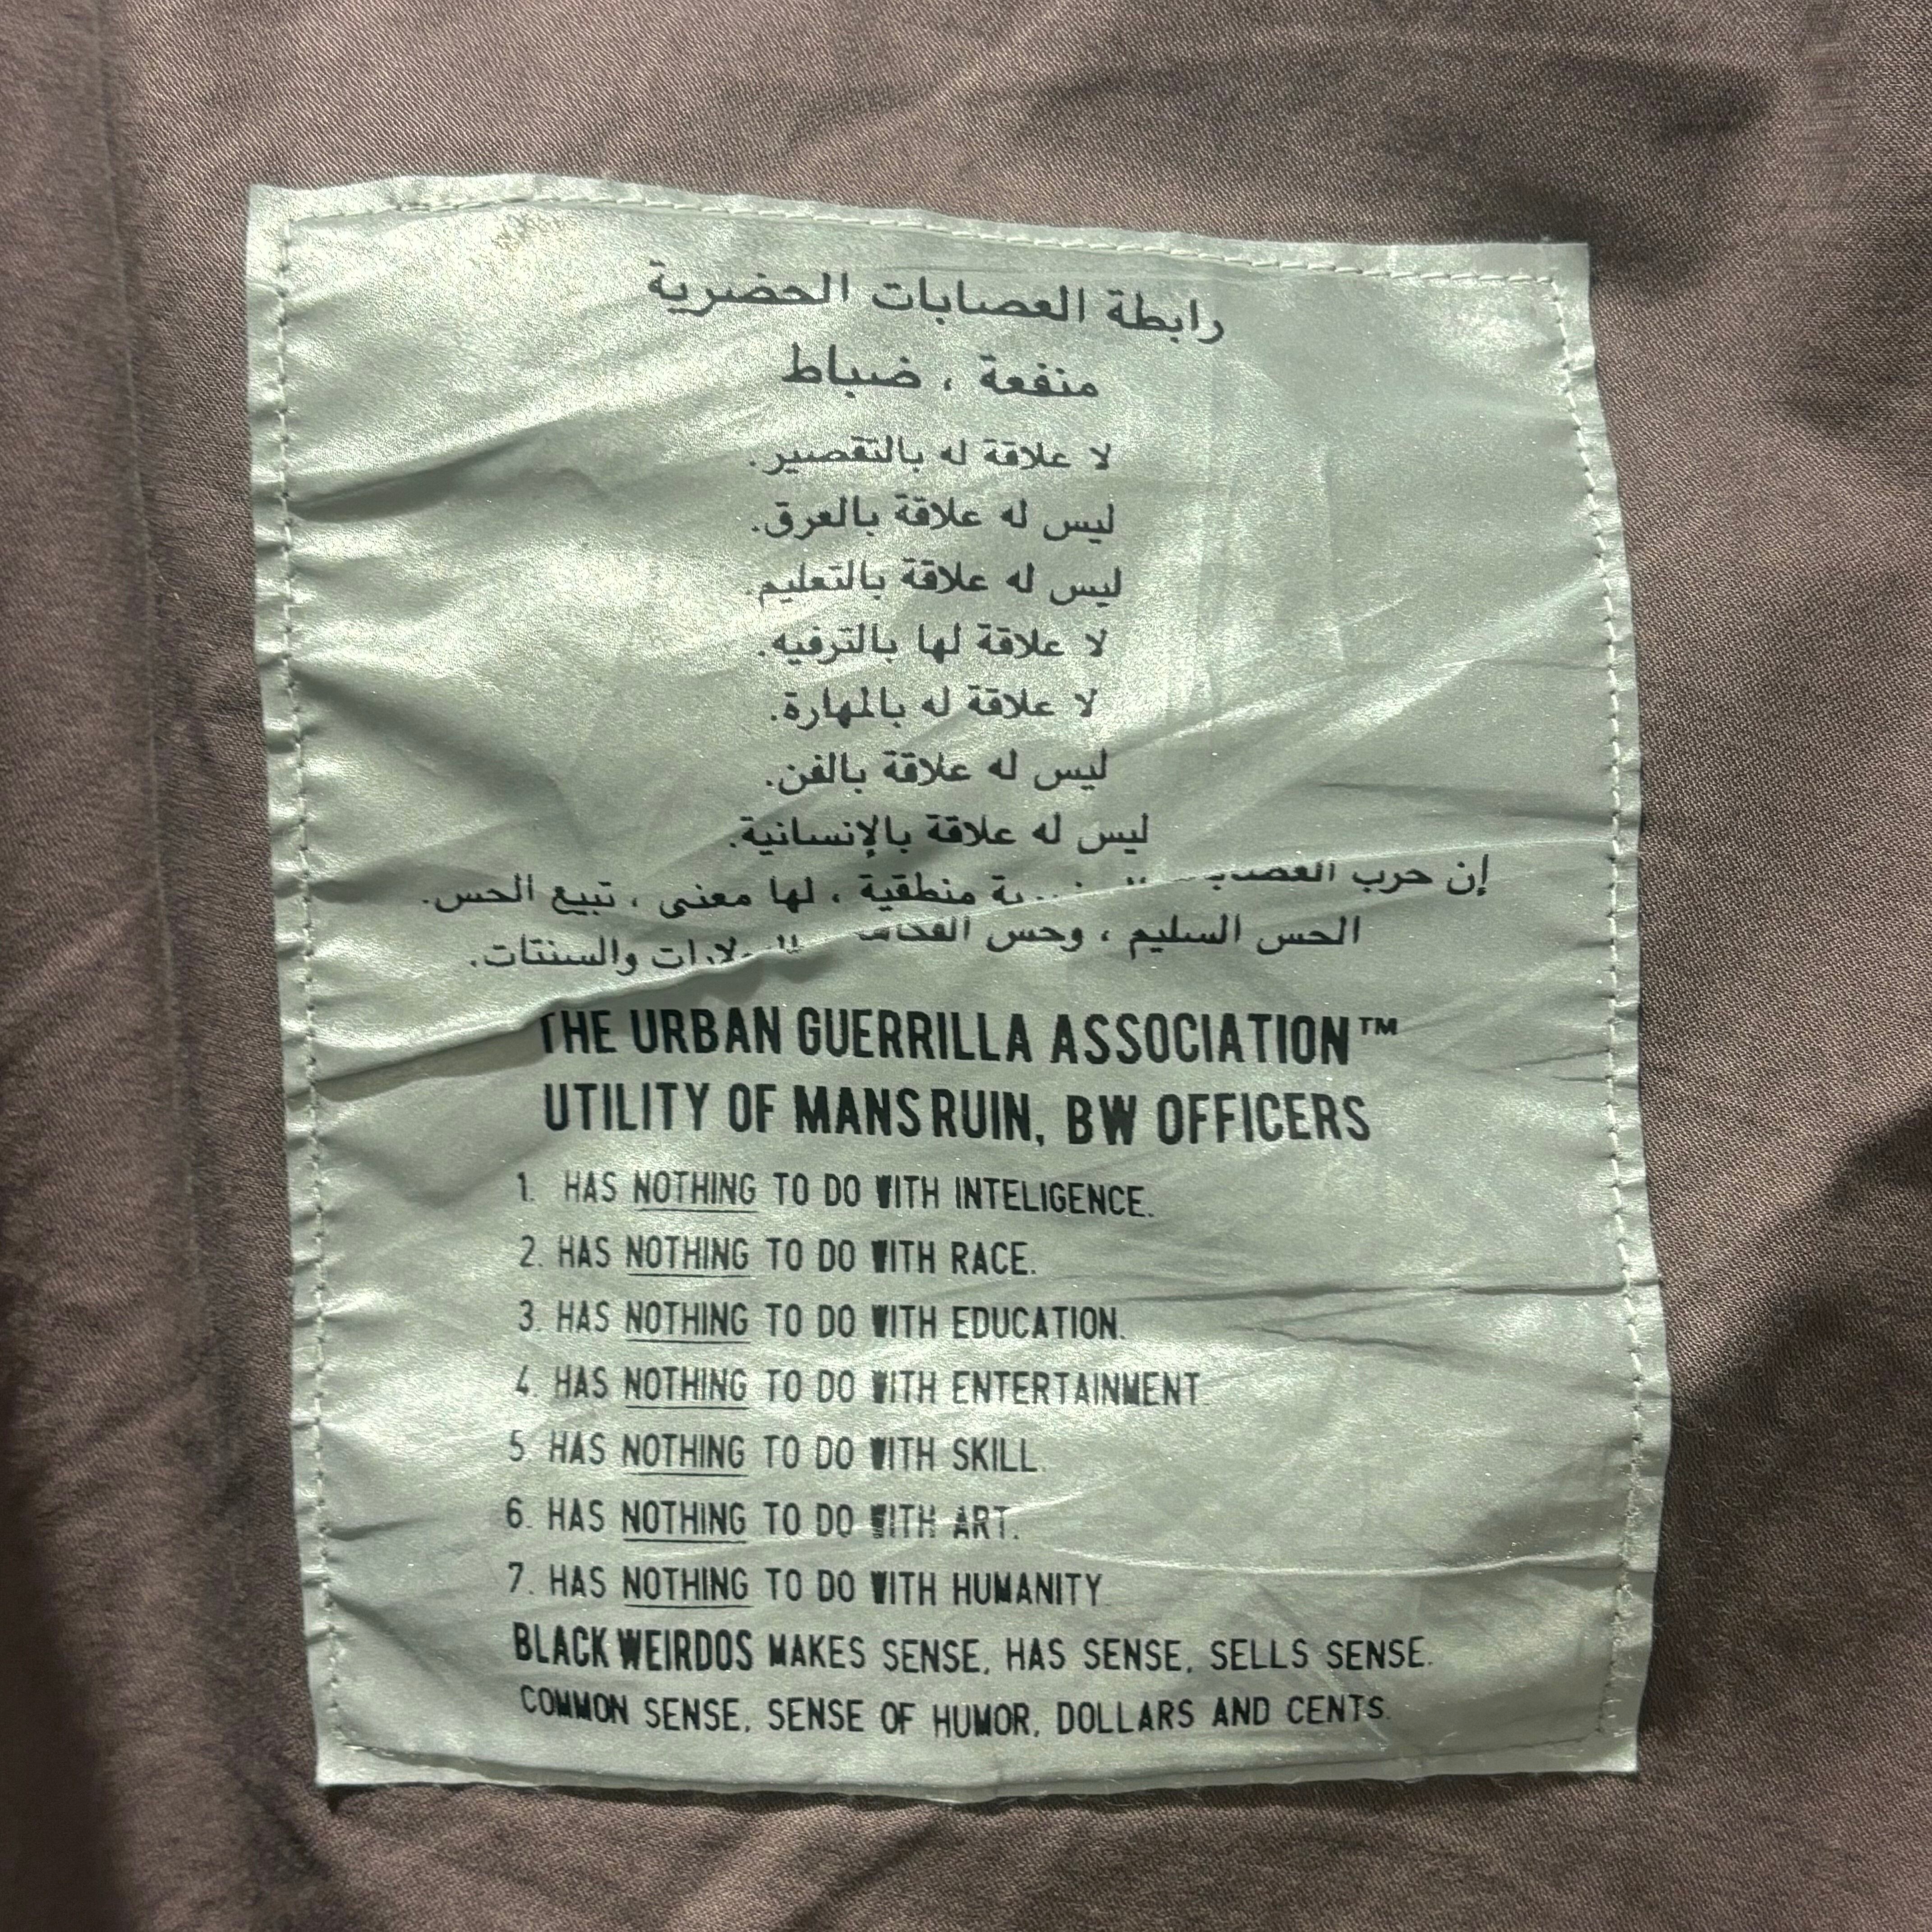 رابطة العصابات الحضرية
منفعة ، ضباط
لا علاقة له بالتقصير.
ليس له علاقة بالعرق.
ليس له علاقة بالتعليم.
لا علاقة لها بالترفيه.
لا علاقة له بالمهارة.
ليس له علاقة بالفن.
ليس له علاقة بالإنسانية.
إن حرب منطقية ، لها معنى ، تبيع الحس.
الحس السليم ، وحس والسنتات.
THE URBAN GUERRILLA ASSOCIATION™
UTILITY OF MANS RUIN, BW OFFICERS
1. HAS NOTHING TO DO WITH INTELIGENCE.
2. HAS NOTHING TO DO WITH RACE.
3. HAS NOTHING TO DO WITH EDUCATION.
4. HAS NOTHING TO DO WITH ENTERTAINMENT.
5 HAS NOTHING TO DO WITH SKILL.
6. HAS NOTHING TO DO WITH ART.
7. HAS NOTHING TO DO WITH HUMANITY.
BLACK WEIRDOS MAKES SENSE, HAS SENSE, SELLS SENSE.
COMMON SENSE, SENSE OF HUMOR, DOLLARS AND CENTS.